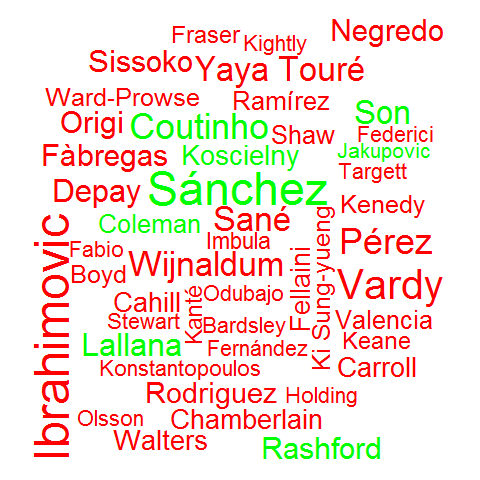 Fraser
Kightly
Negredo
Sissoko
Yaya Touré
Ward-Prowse
Ramírez
Origi
Coutinho
Son
Shaw
Federici
Fàbregas
Koscielny
Jakupovic
Targett
Depay
Sánchez
Kenedy
Coleman
Sané
Ibrahimovic
Fabio
Imbula
Pérez
Boyd
Wijnaldum
Fellaini
Ki Sung-yueng
Vardy
Cahill
Kanté
Odubajo
Stewart
Bardsley
Valencia
Lallana
Fernández
Keane
Konstantopoulos
Carroll
Rodriguez
Holding
Olsson
Chamberlain
Walters
Rashford